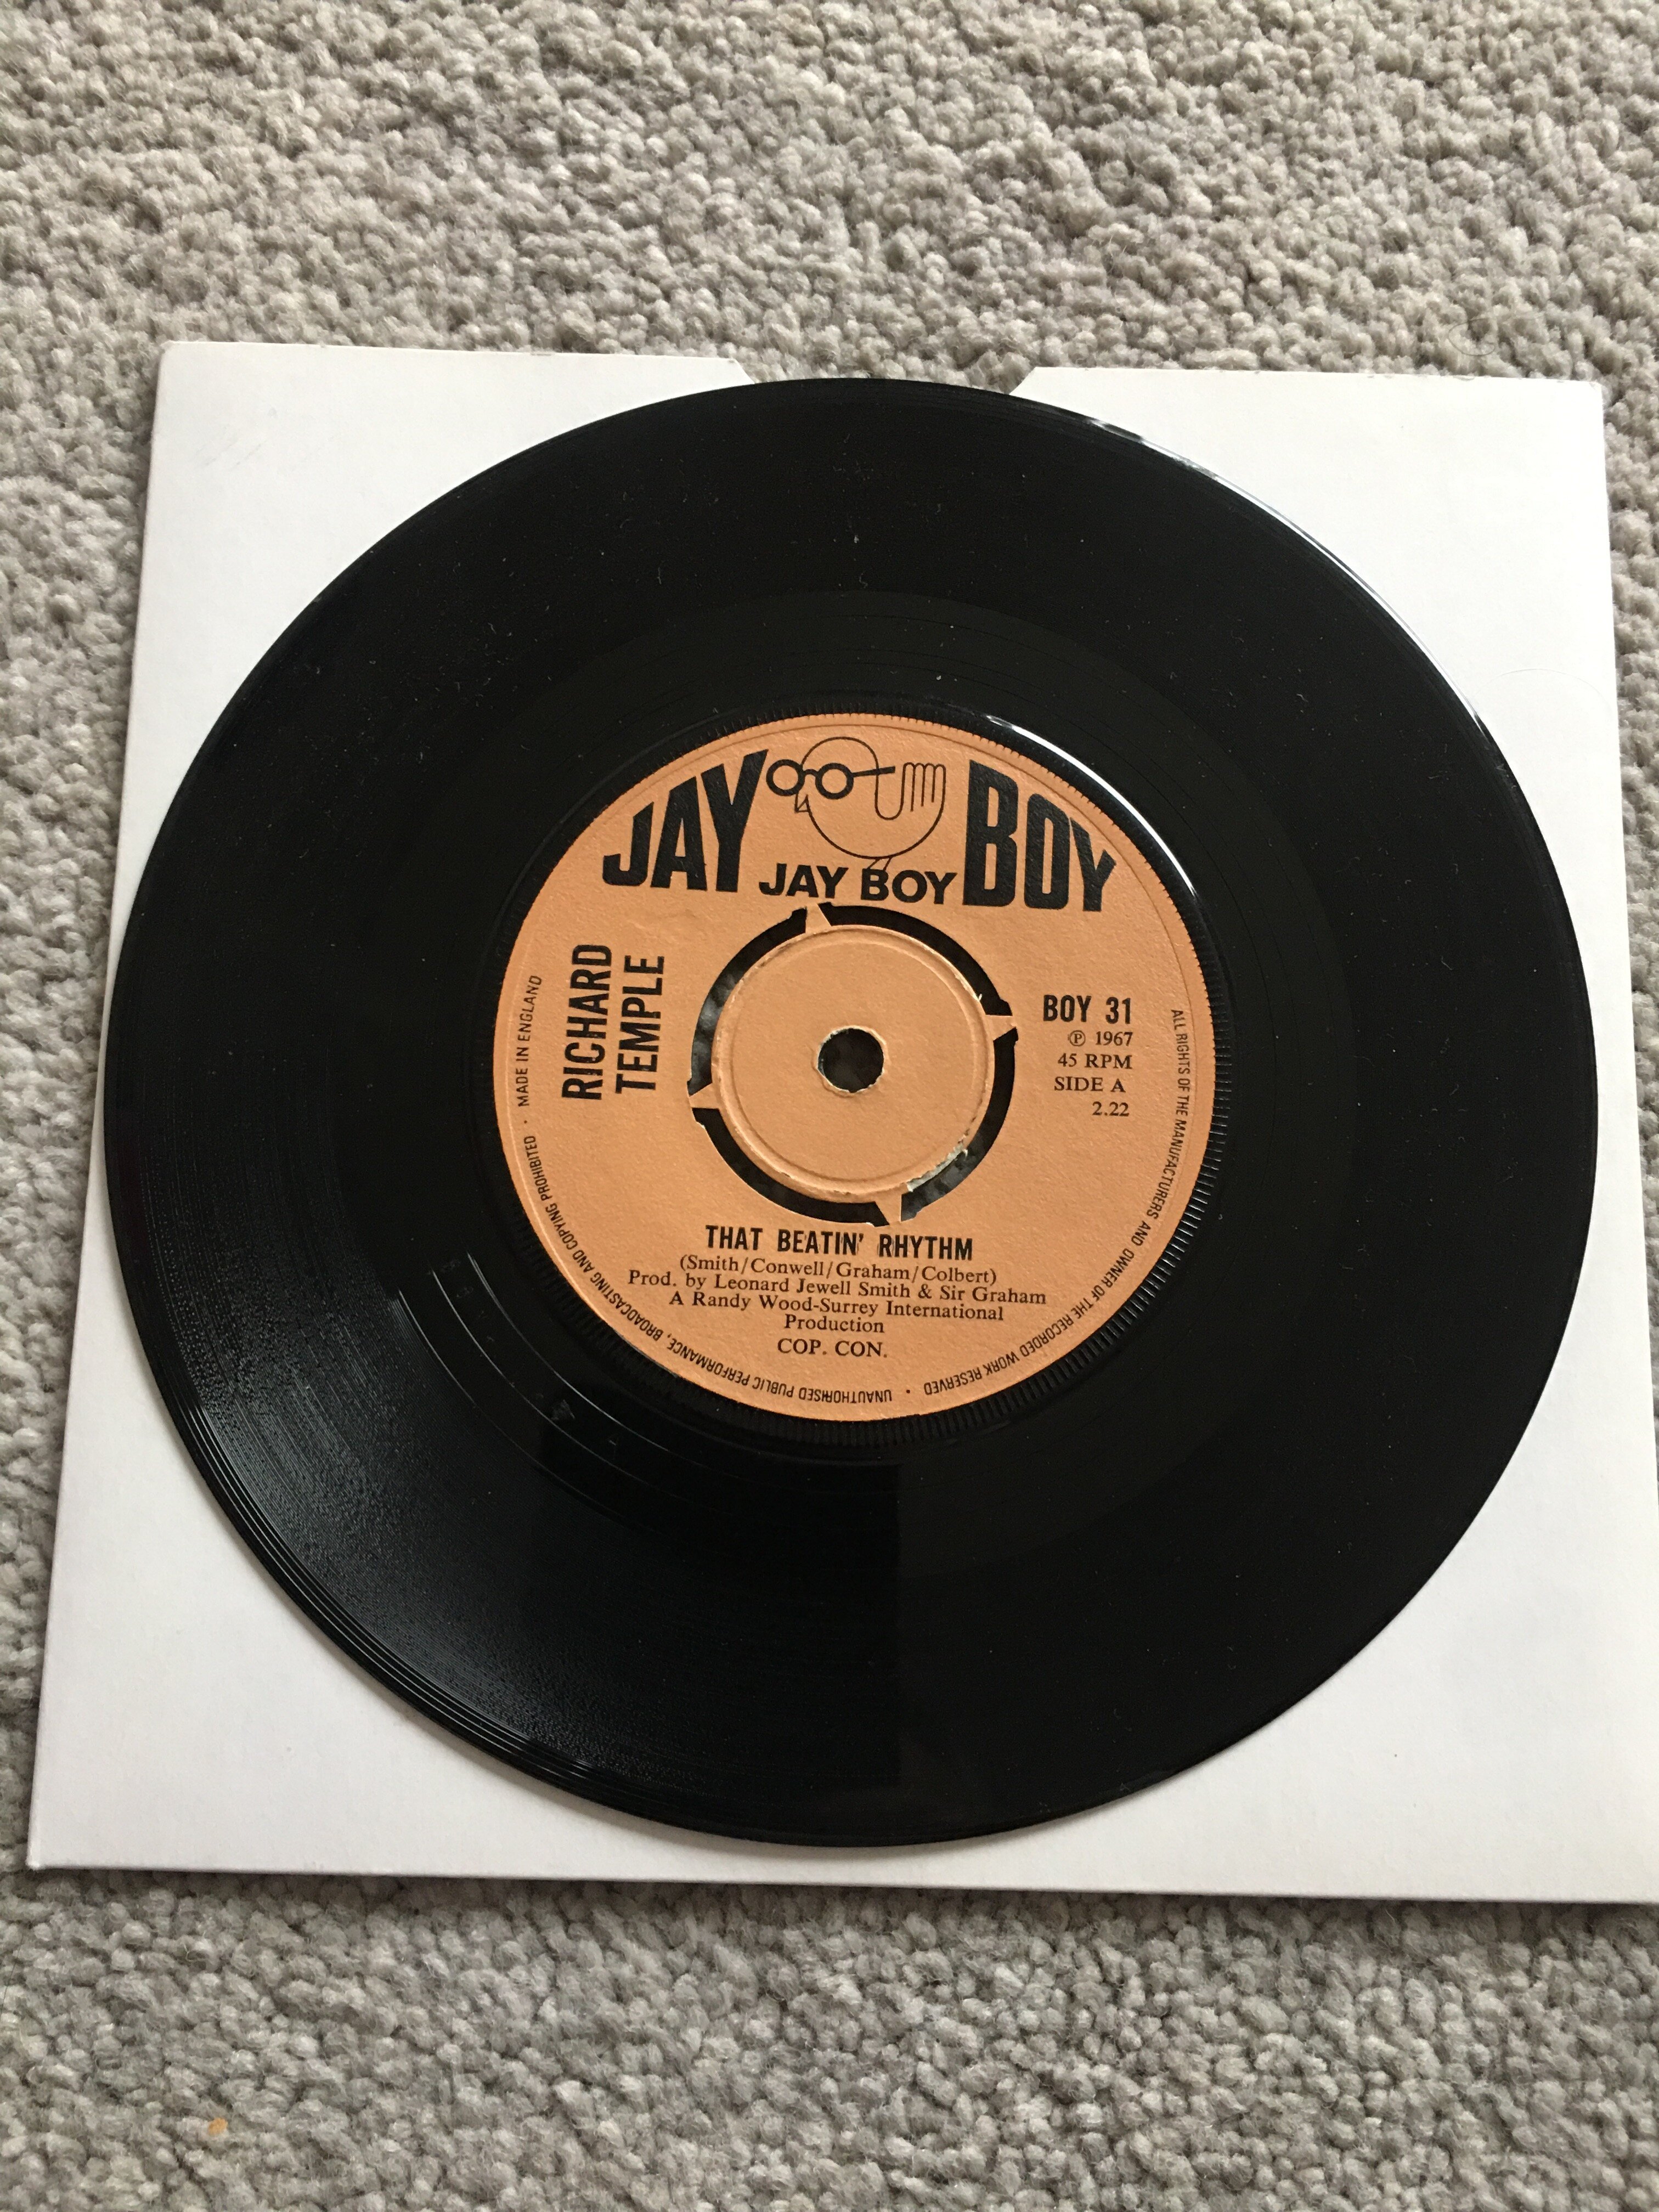 JAY BOY
JAY BOY
RICHARD
TEMPLE
BOY 31
℗ 1967
45 RPM
SIDE A
2.22
THAT BEATIN' RHYTHM
(Smith/Conwell/Graham/Colbert)
Prod. by Leonard Jewell Smith & Sir Graham
A Randy Wood-Surrey International
Production
COP. CON.
ALL RIGHTS OF THE MANUFACTURERS AND OWNER OF THE RECORDED WORK RESERVED · UNAUTHORISED PUBLIC PERFORMANCE, BROADCASTING AND COPYING PROHIBITED · MADE IN ENGLAND